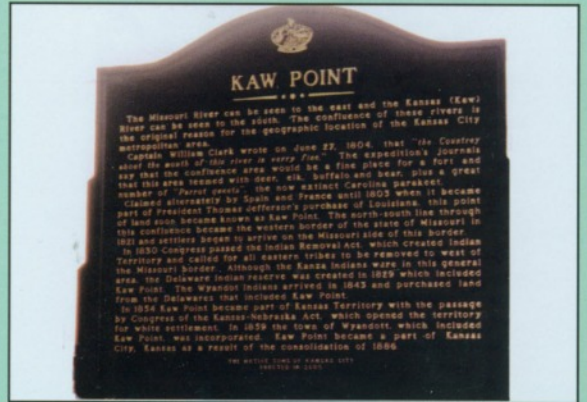 KAW POINT
The Missouri River can be seen to the east and the Kansas (Kaw)
River can be seen to the south. The confluence of these rivers is
the original reason for the geographic location of the Kansas City
metropolitan area.
Captain William Clark wrote on June 27, 1804, that "the Countrey
about the mouth of this river is verry fine." The expedition's journals
say that the confluence area would be a fine place for a fort and
that this area teemed with deer, elk, buffalo and bear, plus a great
number of "Parrot queets", the now extinct Carolina parakeet.
Claimed alternately by Spain and France until 1803 when it became
part of President Thomas Jefferson's purchase of Louisiana, this point
of land soon became known as Kaw Point. The north-south line through
this confluence became the western border of the state of Missouri in
1821 and settlers began to arrive on the Missouri side of this border.
In 1830 Congress passed the Indian Removal Act, which created Indian
Territory and called for all eastern tribes to be removed to west of
the Missouri border. Although the Kansa Indians were in this general
area, the Delaware Indian Reserve was created in 1829 which included
Kaw Point. The Wyandot Indians arrived in 1843 and purchased land
from the Delawares that included Kaw Point.
In 1854 Kaw Point became part of Kansas Territory with the passage
by Congress of the Kansas-Nebraska Act, which opened the territory
for white settlement. In 1859 the town of Wyandott, which included
Kaw Point, was incorporated. Kaw Point became a part of Kansas
City, Kansas as a result of the consolidation of 1886.
THE NATIVE SONS OF KANSAS CITY
ERECTED IN